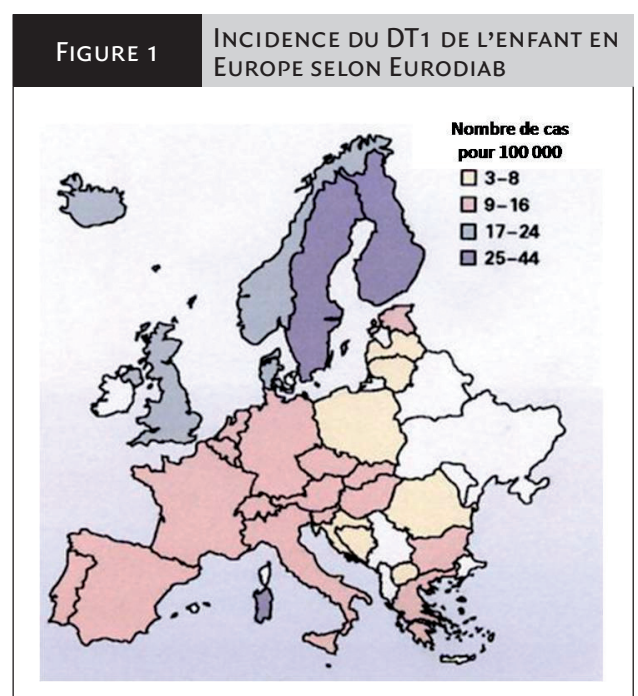 FIGURE 1
INCIDENCE DU DT1 DE L'ENFANT EN
EUROPE SELON EURODIAB
Nombre de cas
pour 100 000
3–8
9–16
17–24
25–44